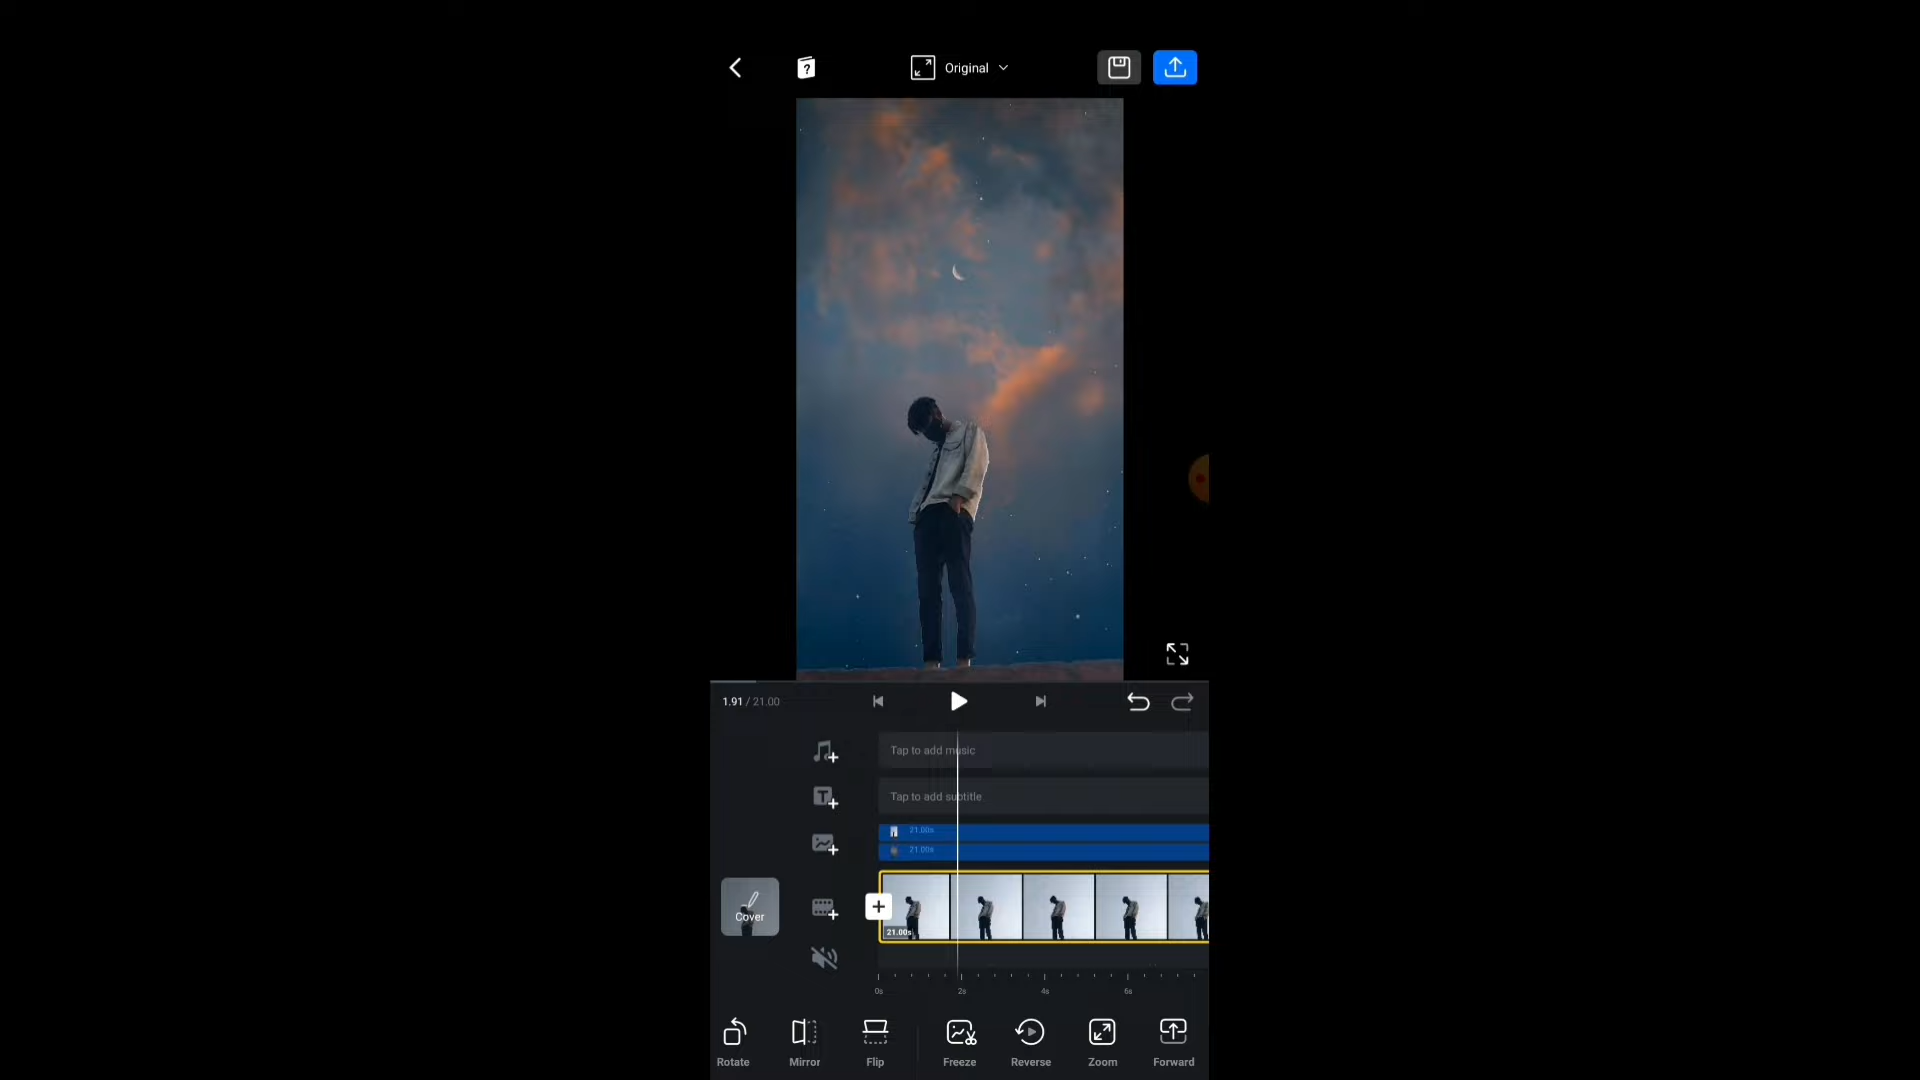 Original
1.91 / 21.00
Tap to add music
Tap to add subtitle
21.00s
21.00s
Cover
21.00s
0s 2s 4s 6s
Rotate Mirror Flip Freeze Reverse Zoom Forward